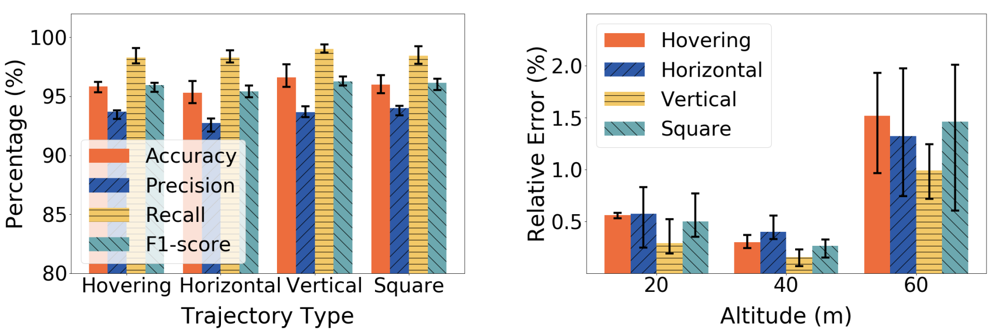 Percentage (%)
100
95
90
85
80
Accuracy
Precision
Recall
F1-score
Hovering Horizontal Vertical Square
Trajectory Type
Relative Error (%)
2.0
1.5
1.0
0.5
Hovering
Horizontal
Vertical
Square
20 40 60
Altitude (m)